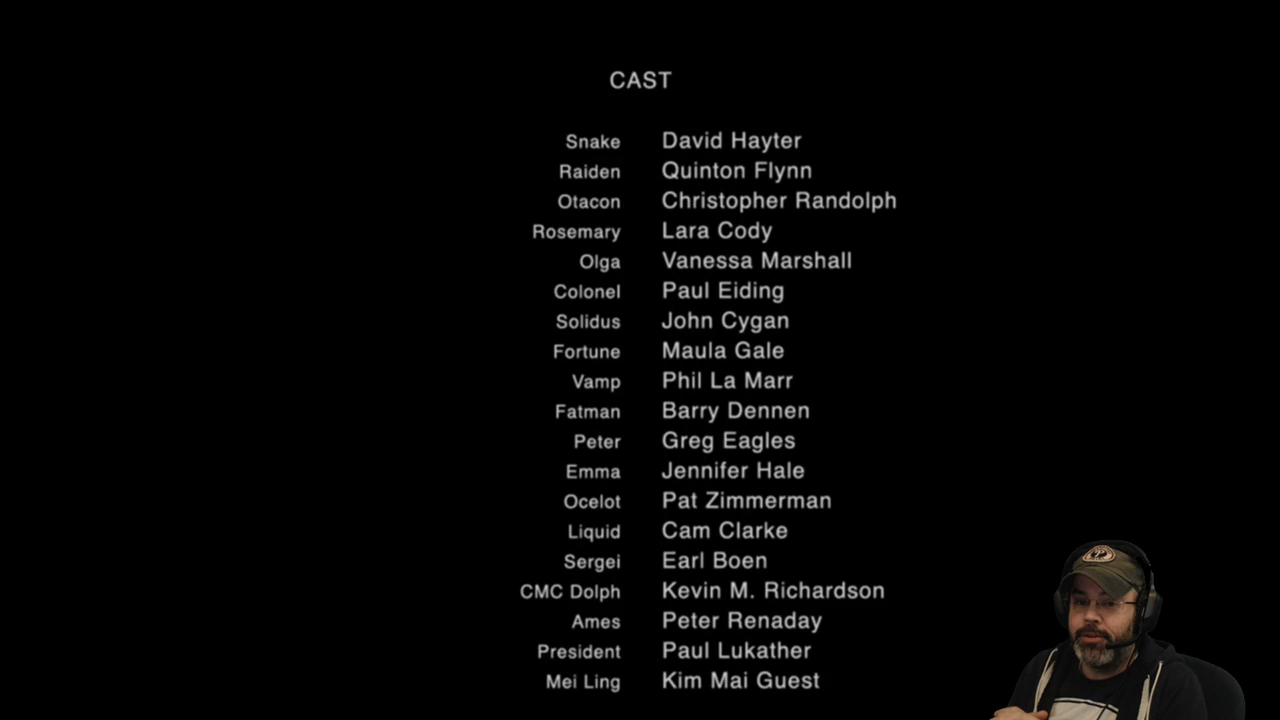 CAST
Snake David Hayter
Raiden Quinton Flynn
Otacon Christopher Randolph
Rosemary Lara Cody
Olga Vanessa Marshall
Colonel Paul Eiding
Solidus John Cygan
Fortune Maula Gale
Vamp Phil La Marr
Fatman Barry Dennen
Peter Greg Eagles
Emma Jennifer Hale
Ocelot Pat Zimmerman
Liquid Cam Clarke
Sergei Earl Boen
CMC Dolph Kevin M. Richardson
Ames Peter Renaday
President Paul Lukather
Mei Ling Kim Mai Guest